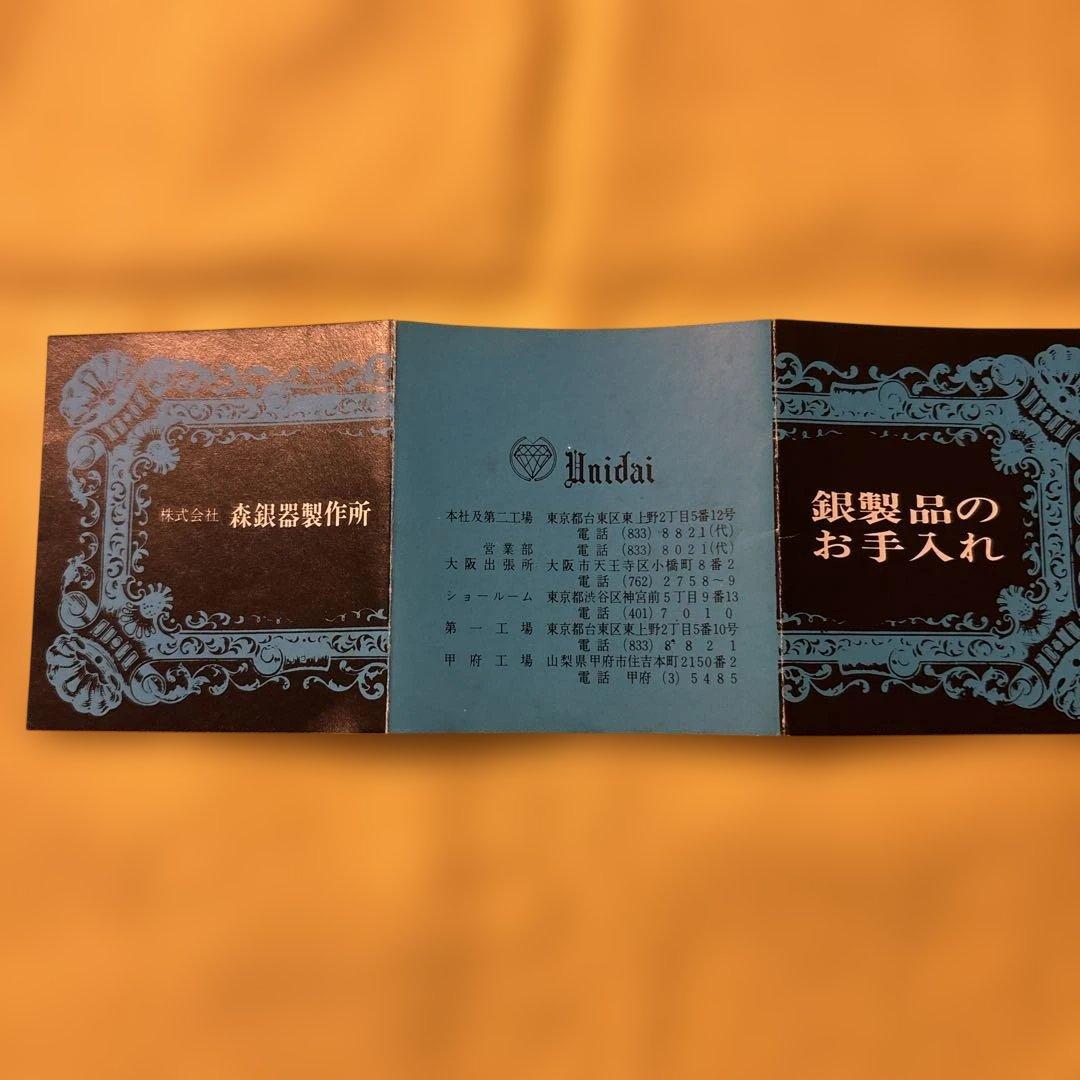 株式会社 森銀器製作所
Unidai
本社及第二工場 東京都台東区東上野2丁目5番12号
電話 (833) 8821(代)
営業部 電話 (833) 8021(代)
大阪出張所 大阪市天王寺区小橋町8番2
電話 (762) 2758~9
ショールーム 東京都渋谷区神宮前5丁目9番13
電話 (401) 7010
第一工場 東京都台東区東上野2丁目5番10号
電話 (833) 8821
甲府工場 山梨県甲府市住吉本町2150番2
電話 甲府 (3) 5485
銀製品の
お手入れ